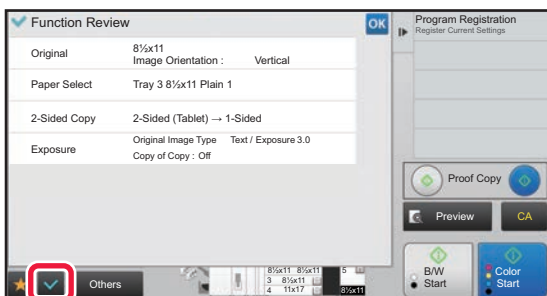 Function Review
OK
Original
8½x11
Image Orientation : Vertical
Paper Select
Tray 3 8½x11 Plain 1
2-Sided Copy
2-Sided (Tablet) → 1-Sided
Exposure
Original Image Type Text / Exposure 3.0
Copy of Copy : Off
Others
8½x11 8½x11 5
3 8½x11
4 11x17
8½x11
Program Registration
Register Current Settings
Proof Copy
Preview
CA
B/W
Start
Color
Start